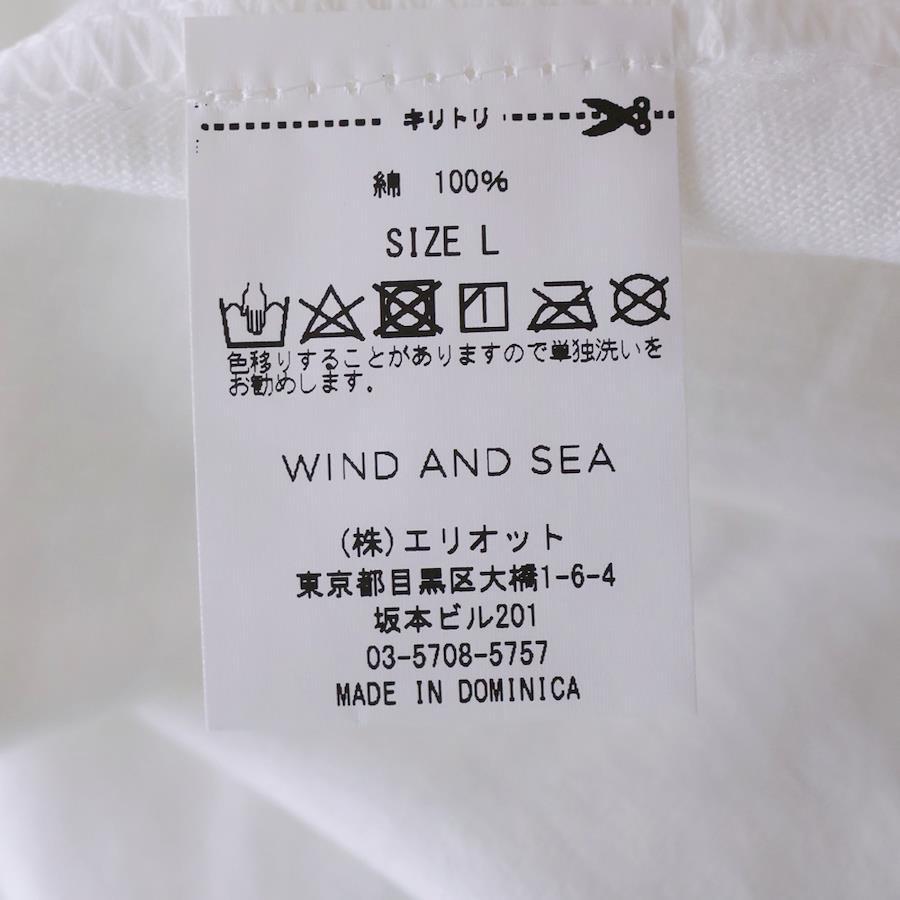 キリトリ
綿 100%
SIZE L
色移りすることがありますので単独洗いを
お勧めします。
WIND AND SEA
(株)エリオット
東京都目黒区大橋1-6-4
坂本ビル201
03-5708-5757
MADE IN DOMINICA